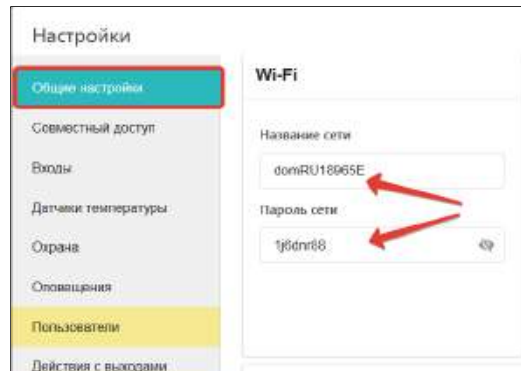 Настройки
Общие настройки
Совместный доступ
Входы
Датчики температуры
Охрана
Оповещения
Пользователи
Действия с выходами
Wi-Fi
Название сети
domRU18965E
Пароль сети
1j6dnr88